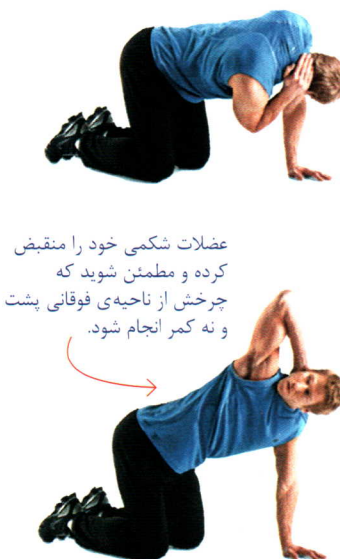 عضلات شکمی خود را منقبض
کرده و مطمئن شوید که
چرخش از ناحیه‌ی فوقانی پشت
و نه کمر انجام شود.